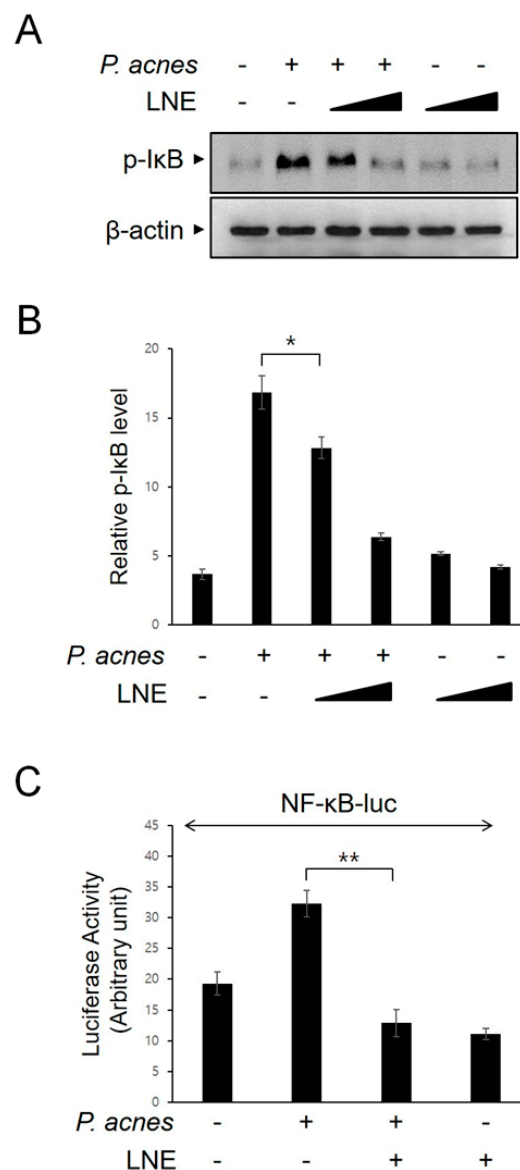 A
P. acnes - + + + - -
LNE - -
p-IκB
β-actin
B
20
15
10
5
0
Relative p-IκB level
*
P. acnes - + + + - -
LNE - -
C
NF-κB-luc
45
40
35
30
25
20
15
10
5
0
Luciferase Activity
(Arbitrary unit)
**
P. acnes - + + -
LNE - - + +